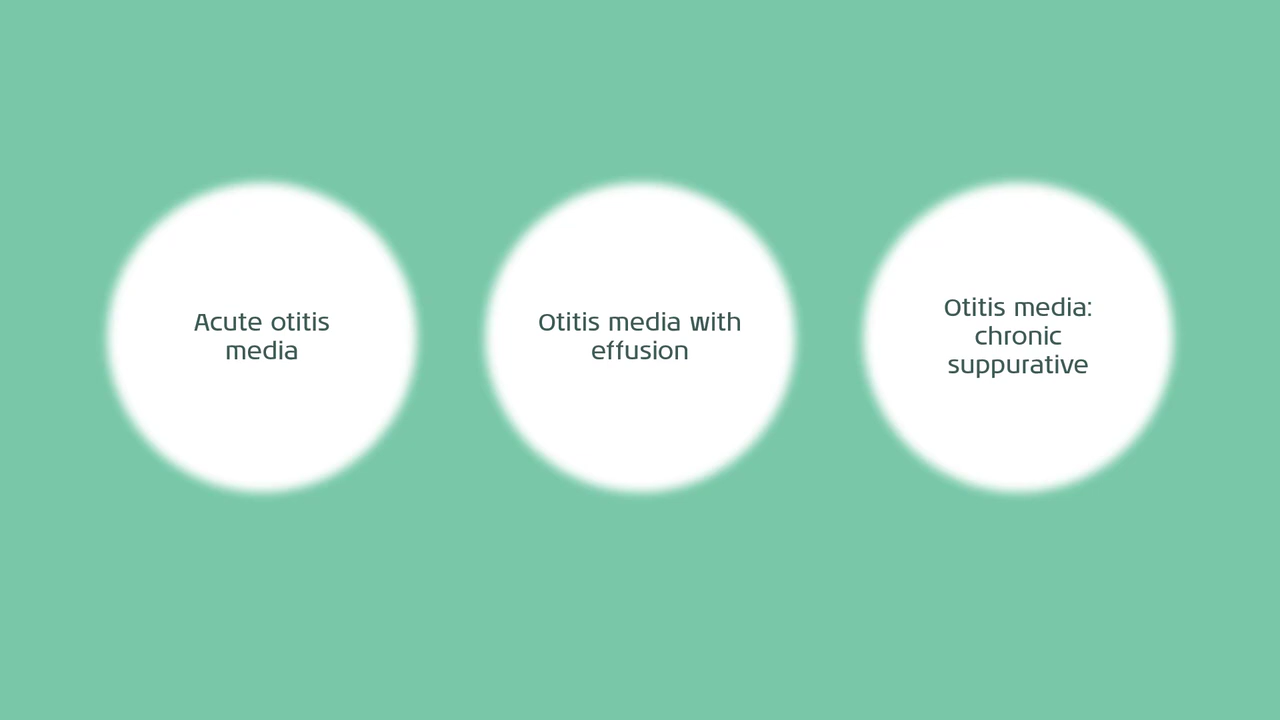 Acute otitis
media
Otitis media with
effusion
Otitis media:
chronic
suppurative